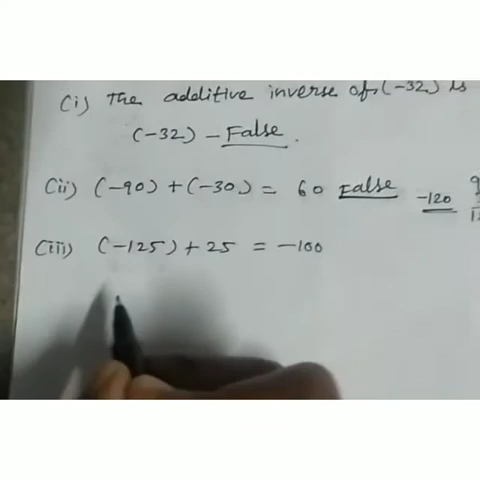 (i) The additive inverse of (-32) is
(-32) - False.
(ii) (-90) + (-30) = 60 False -120
(iii) (-125) + 25 = -100